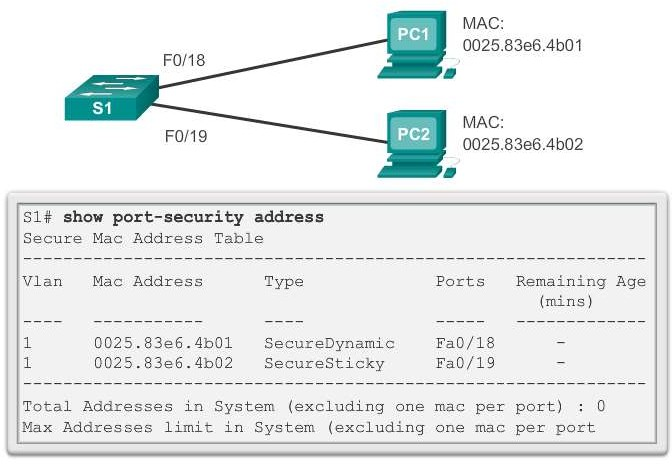 MAC:
PC1
0025.83e6.4b01
F0/18
S1
F0/19
MAC:
PC2
0025.83e6.4b02
S1# show port-security address
Secure Mac Address Table
------------------------------------------------------------
Vlan Mac Address Type Ports Remaining Age
(mins)
---- ----------- ---- ----- -------------
1 0025.83e6.4b01 SecureDynamic Fa0/18 -
1 0025.83e6.4b02 SecureSticky Fa0/19 -
------------------------------------------------------------
Total Addresses in System (excluding one mac per port) : 0
Max Addresses limit in System (excluding one mac per port